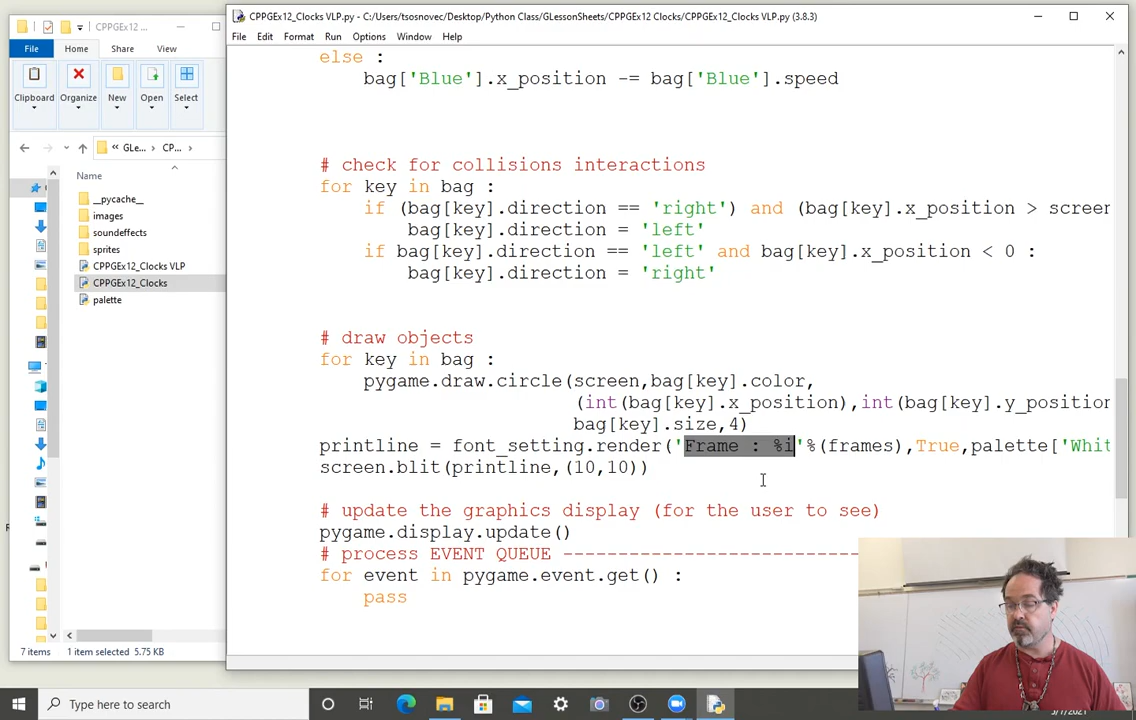 CPPGEx12 ...
CPPGEx12_Clocks VLP.py - C:/Users/tsosnovec/Desktop/Python Class/GLessonSheets/CPPGEx12 Clocks/CPPGEx12_Clocks VLP.py (3.8.3)
File Edit Format Run Options Window Help
File Home Share View
Clipboard Organize New Open Select
GLe... CP...
Name
__pycache__
images
soundeffects
sprites
CPPGEx12_Clocks VLP
CPPGEx12_Clocks
palette
7 items 1 item selected 5.75 KB
else :
bag['Blue'].x_position -= bag['Blue'].speed
# check for collisions interactions
for key in bag :
if (bag[key].direction == 'right') and (bag[key].x_position > screen
bag[key].direction = 'left'
if bag[key].direction == 'left' and bag[key].x_position < 0 :
bag[key].direction = 'right'
# draw objects
for key in bag :
pygame.draw.circle(screen,bag[key].color,
(int(bag[key].x_position),int(bag[key].y_position
bag[key].size,4)
printline = font_setting.render('Frame : %i'%(frames),True,palette['Whit
screen.blit(printline,(10,10))
# update the graphics display (for the user to see)
pygame.display.update()
# process EVENT QUEUE ---------------------------
for event in pygame.event.get() :
pass
Type here to search